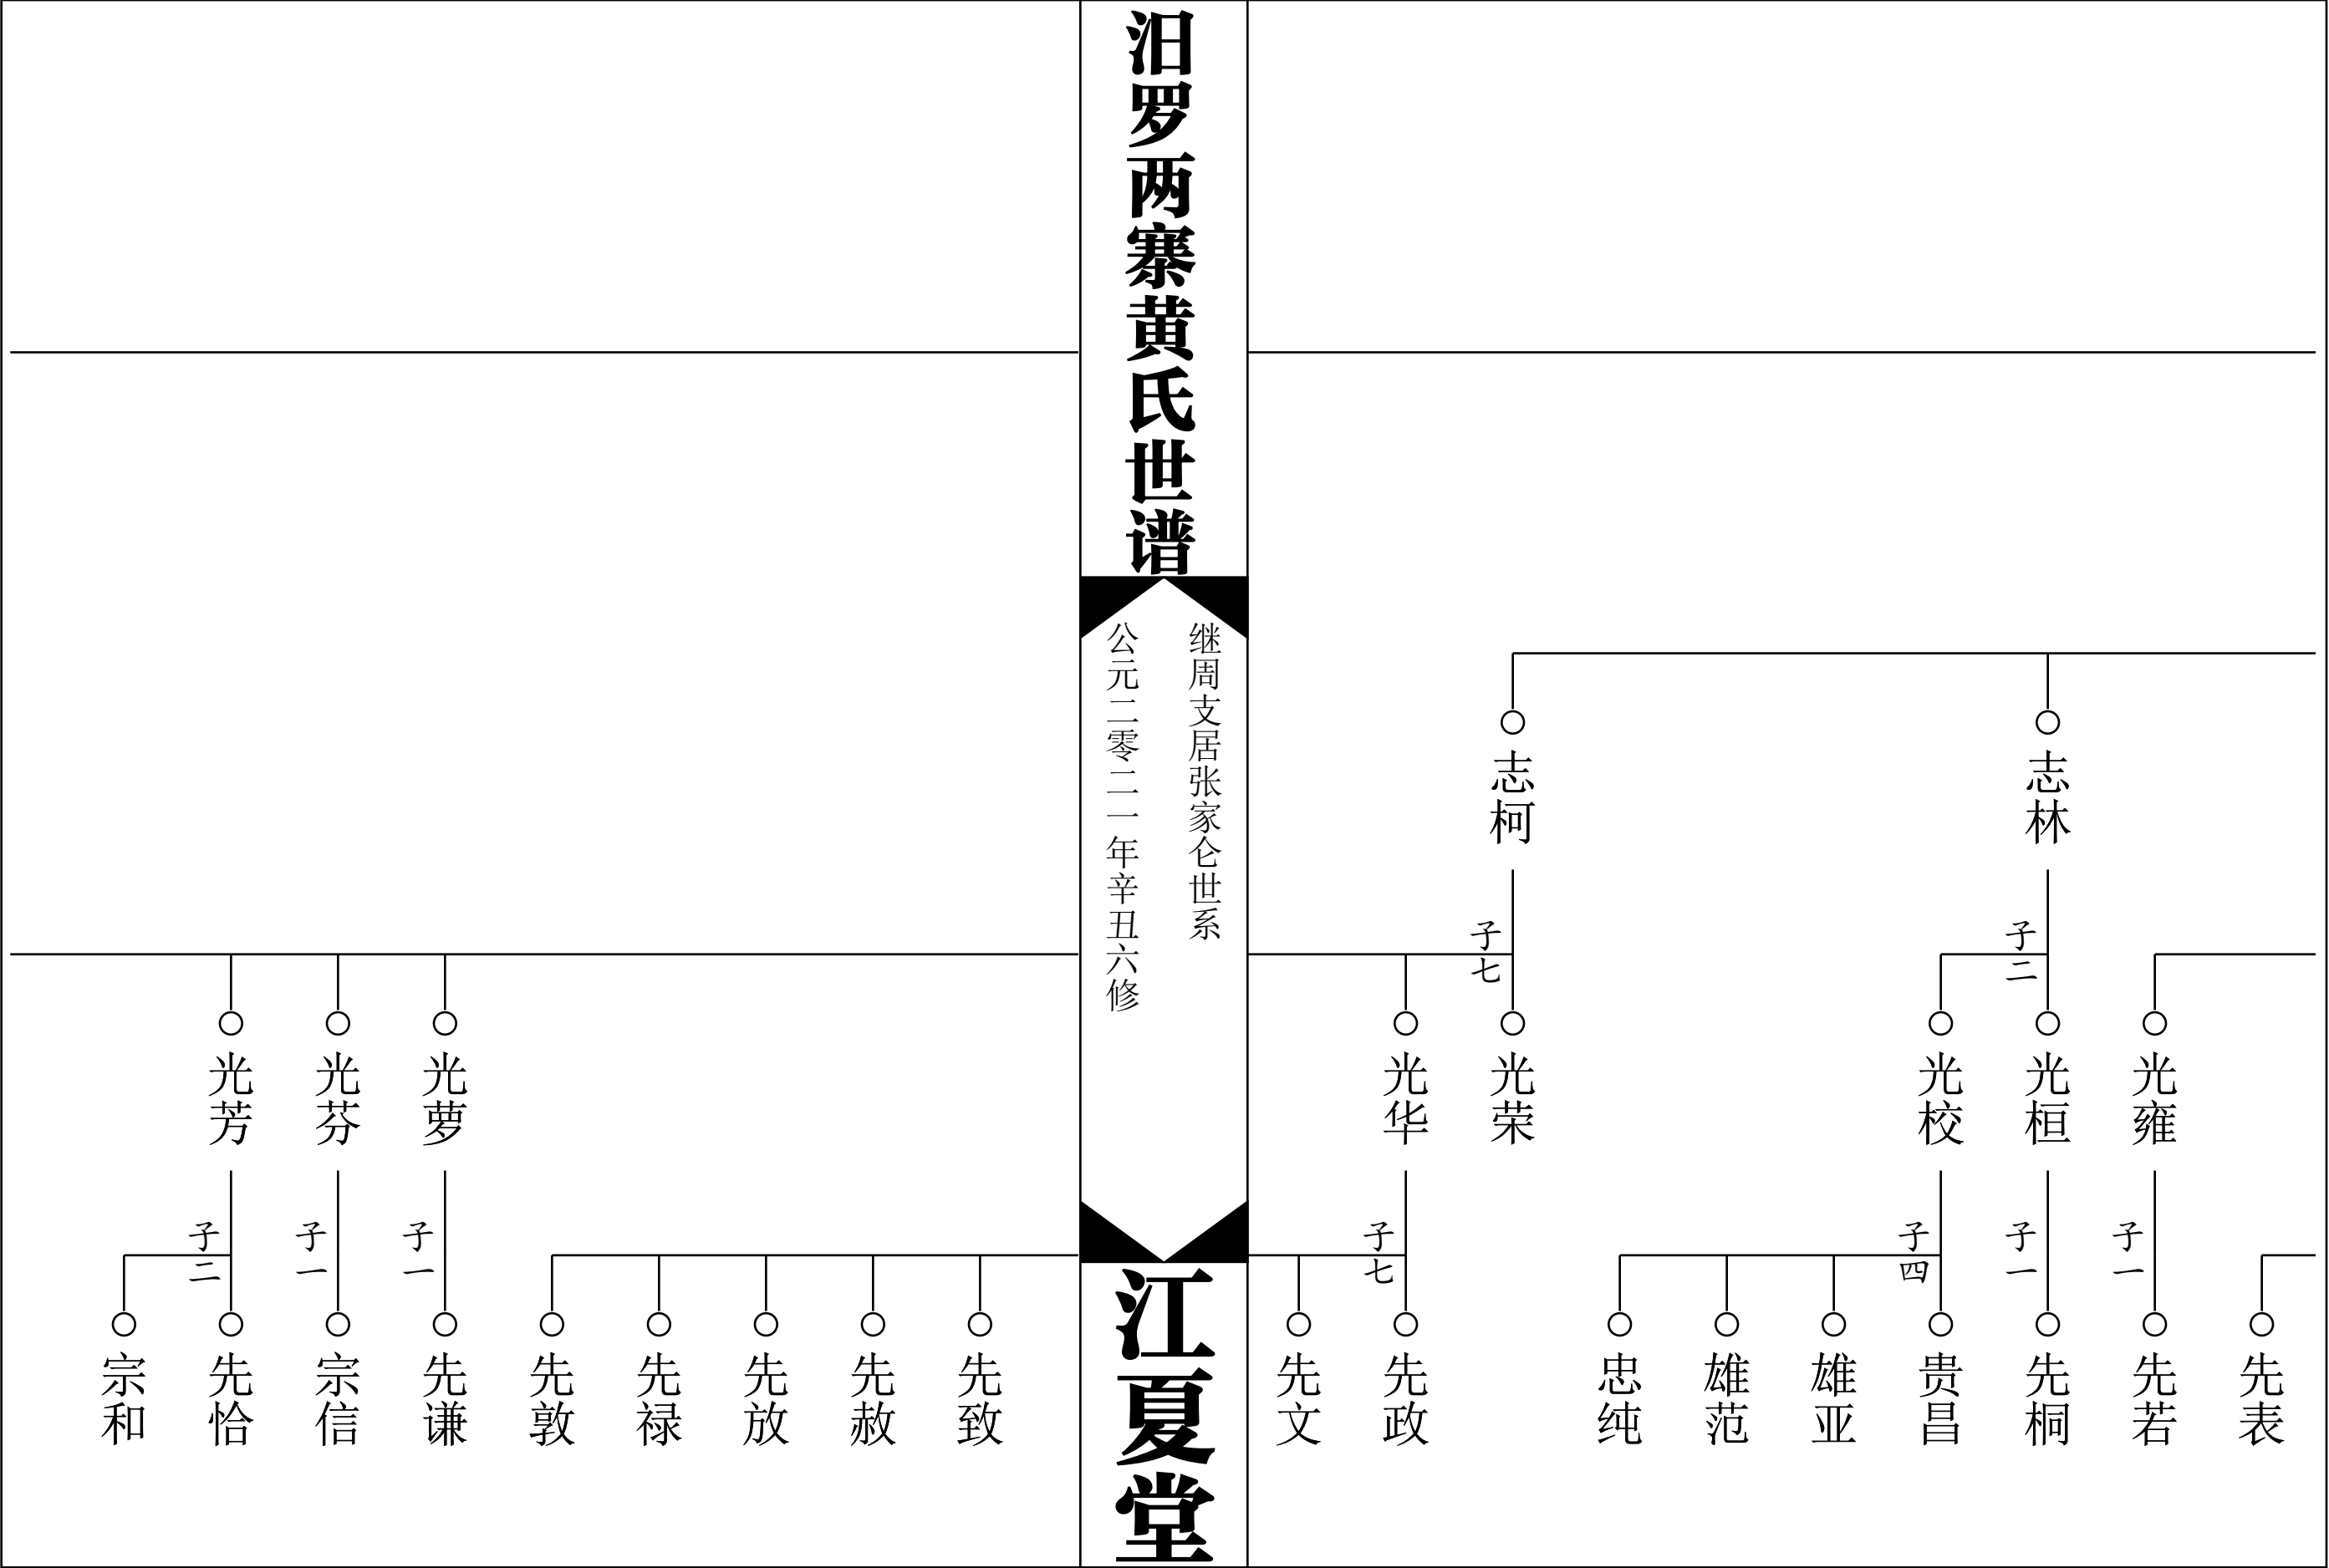 志林
志柯
子二
子七
光雍
光桓
光校
光荣
光华
子一
子一
子四
子七
先表
先若
先桐
贵昌
雄亚
雄范
忠纯
先政
先文
汨罗两寨黄氏世谱
继周支居张家仑世系
公元二零二一年辛丑六修
江夏堂
光萝
光芬
光芳
子一
子一
子二
先致
先敖
先放
先禄
先敦
先谦
宗信
先恰
宗和